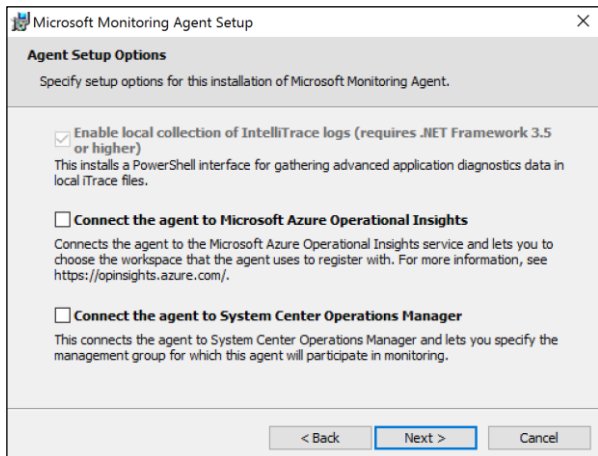 Microsoft Monitoring Agent Setup
Agent Setup Options
Specify setup options for this installation of Microsoft Monitoring Agent.
Enable local collection of IntelliTrace logs (requires .NET Framework 3.5
or higher)
This installs a PowerShell interface for gathering advanced application diagnostics data in
local iTrace files.
Connect the agent to Microsoft Azure Operational Insights
Connects the agent to the Microsoft Azure Operational Insights service and lets you to
choose the workspace that the agent uses to register with. For more information, see
https://opinsights.azure.com/.
Connect the agent to System Center Operations Manager
This connects the agent to System Center Operations Manager and lets you specify the
management group for which this agent will participate in monitoring.
< Back Next > Cancel